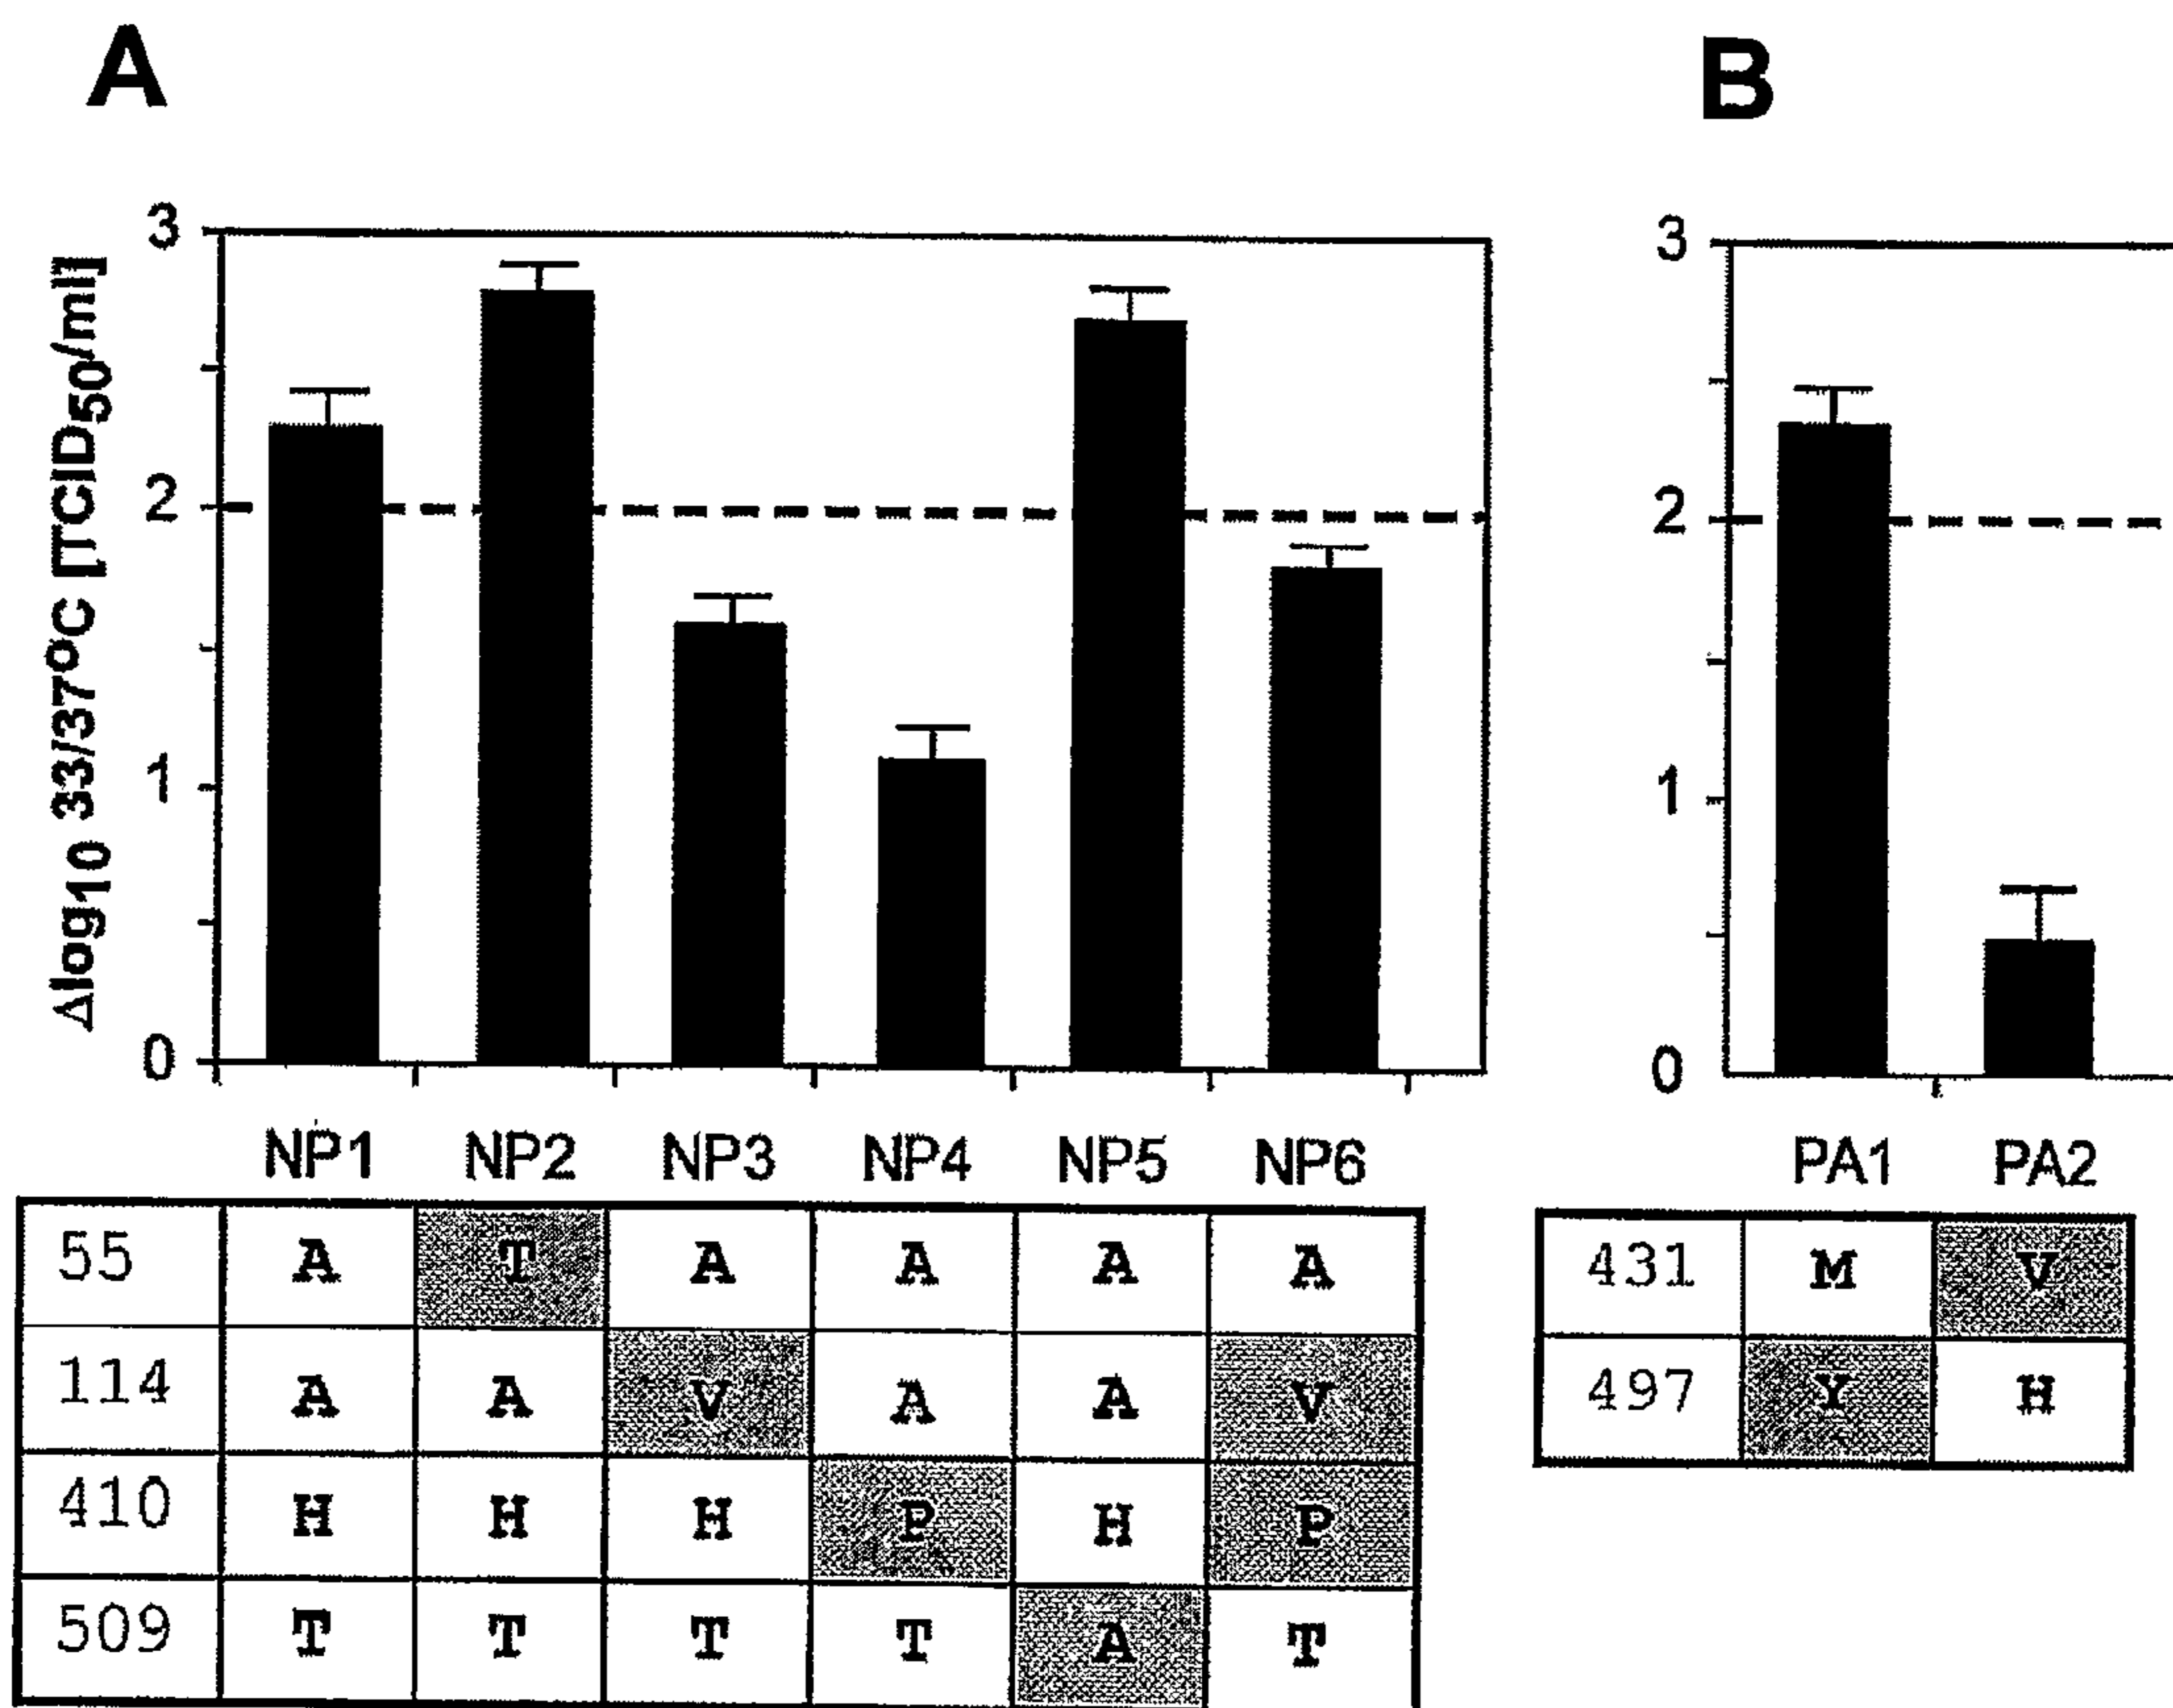 A
B
Δlog10 33/37ºC [TCID50/ml]
3
2
1
0
3
2
1
0
NP1 NP2 NP3 NP4 NP5 NP6
PA1 PA2
55 A T A A A A
114 A A V A A V
410 H H H P H P
509 T T T T A T
431 M V
497 Y H